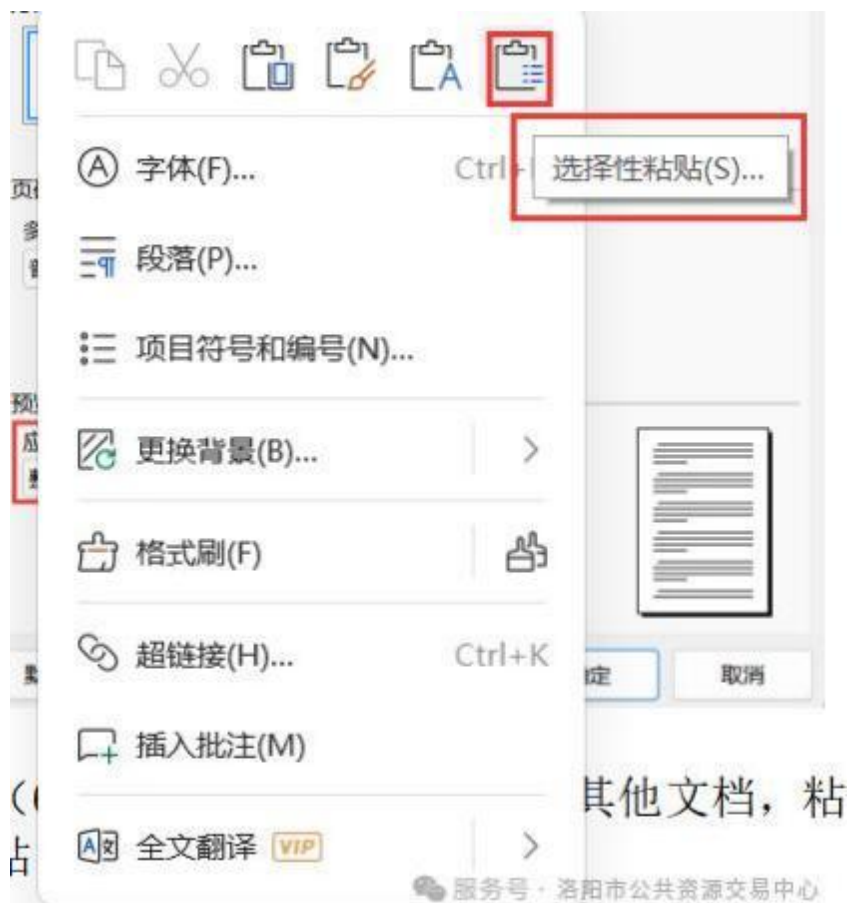 字体(F)...
选择性粘贴(S)...
段落(P)...
项目符号和编号(N)...
更换背景(B)...
格式刷(F)
超链接(H)... Ctrl+K
取消
插入批注(M)
其他文档，粘
全文翻译 VIP
服务号·洛阳市公共资源交易中心